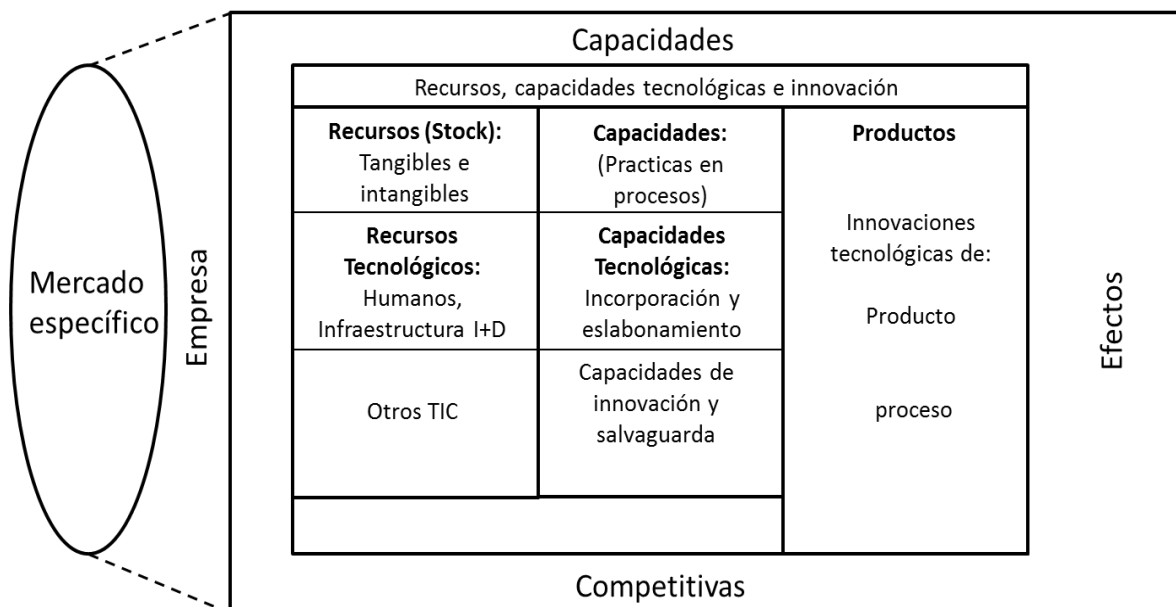 Capacidades
Recursos, capacidades tecnológicas e innovación
Recursos (Stock):
Tangibles e
intangibles
Capacidades:
(Practicas en
procesos)
Productos
Innovaciones
tecnológicas de:
Producto
proceso
Recursos
Tecnológicos:
Humanos,
Infraestructura I+D
Capacidades
Tecnológicas:
Incorporación y
eslabonamiento
Otros TIC
Capacidades de
innovación y
salvaguarda
Mercado
específico
Empresa
Efectos
Competitivas